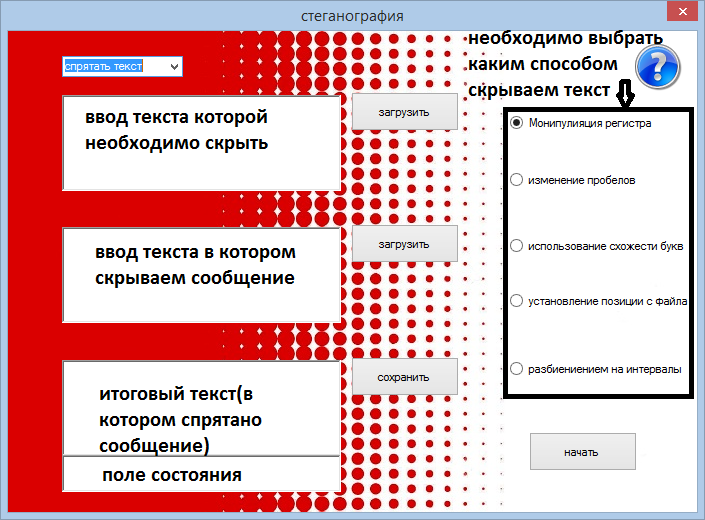 стеганография
необходимо выбрать
каким способом
скрываем текст
?
спрятать текст
ввод текста которой
необходимо скрыть
загрузить
Монипулияция регистра
изменение пробелов
ввод текста в котором
скрываем сообщение
загрузить
использование схожести букв
установление позиции с файла
итоговый текст(в
котором спрятано
сообщение)
сохранить
разбиениением на интервалы
поле состояния
начать